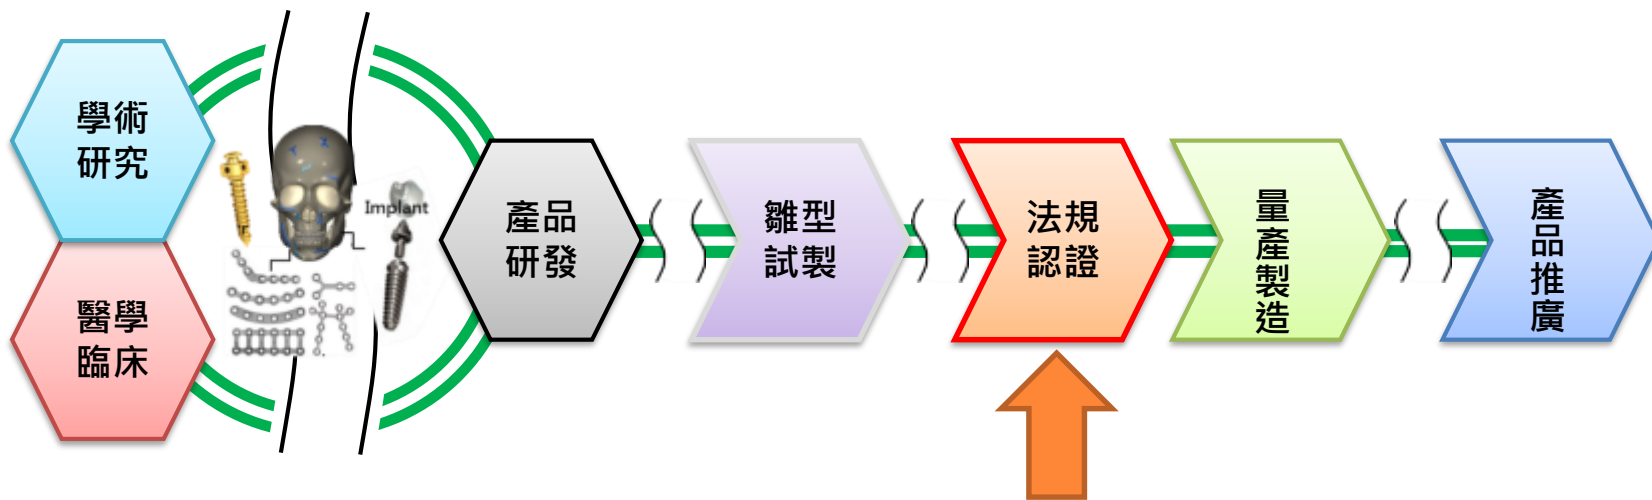 學術
研究
醫學
臨床
Implant
產品
研發
雛型
試製
法規
認證
量產製造
產品推廣